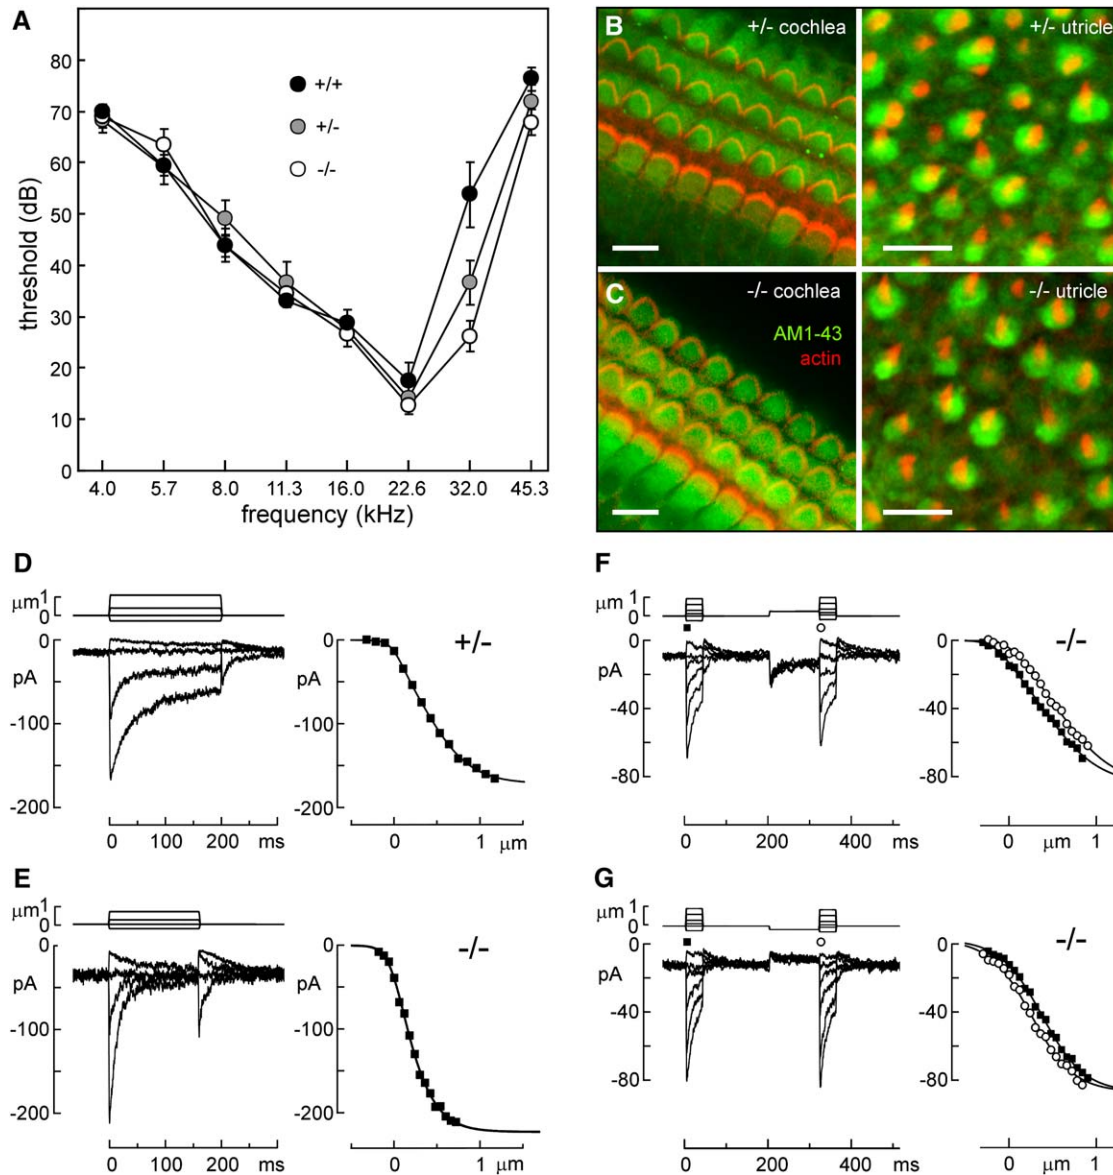 A
80
70
60
50
40
30
20
10
0
threshold (dB)
+/+
+/-
-/-
4.0 5.7 8.0 11.3 16.0 22.6 32.0 45.3
frequency (kHz)
B
+/- cochlea
+/- utricle
C
-/- cochlea
-/- utricle
AM1-43
actin
D
μm
1
0
0
pA
-100
-200
0 100 200 ms
+/-
0
pA
-100
-200
0 1 μm
E
μm
1
0
0
pA
-100
-200
0 100 200 ms
-/-
0
pA
-100
-200
0 1 μm
F
μm
1
0
0
pA
-40
-80
0 200 400 ms
-/-
0
pA
-40
-80
0 μm 1
G
μm
1
0
0
pA
-40
-80
0 200 400 ms
-/-
0
pA
-40
-80
0 μm 1